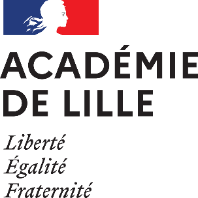 ACADÉMIE
DE LILLE
Liberté
Égalité
Fraternité